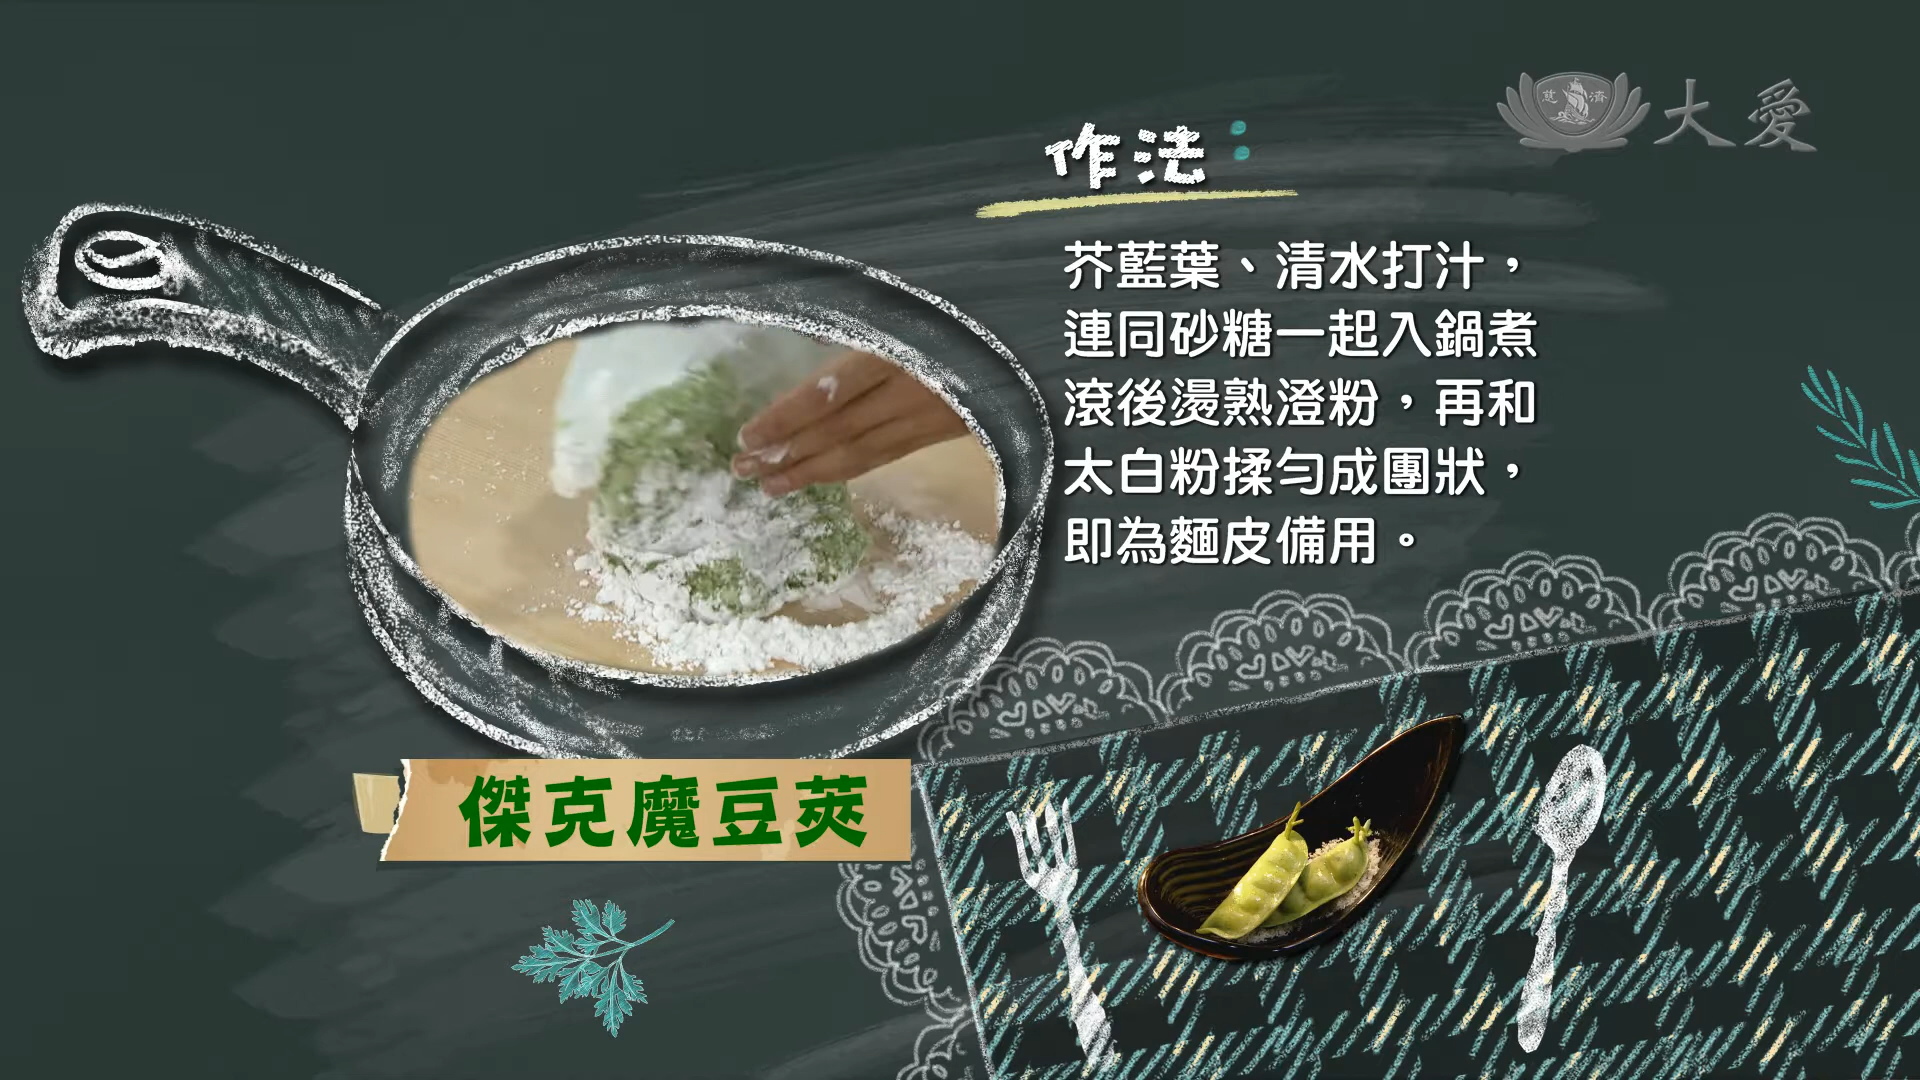 慈濟
大愛
作法：
芥藍葉、清水打汁，
連同砂糖一起入鍋煮
滾後燙熟澄粉，再和
太白粉揉勻成團狀，
即為麵皮備用。
傑克魔豆莢